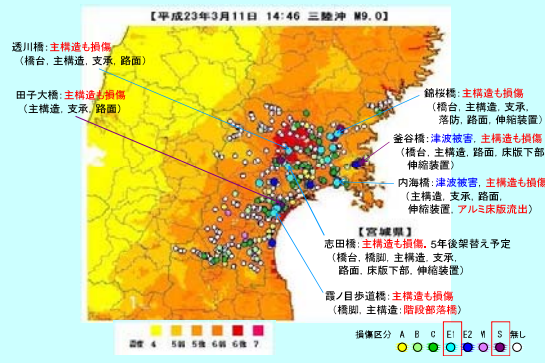 【平成23年3月11日 14:46 三陸沖 M9.0】
透川橋：主構造も損傷
（橋台，主構造，支承，路面）
田子大橋：主構造も損傷
（主構造，支承，路面）
錦桜橋：主構造も損傷
（橋台，主構造，支承，
落防，路面，伸縮装置）
釜谷橋：津波被害，主構造も損傷
（橋台，主構造，路面，床版下部
伸縮装置）
内海橋：津波被害，主構造も損傷
（主構造，支承，路面，
伸縮装置，アルミ床版流出）
【宮城県】
志田橋：主構造も損傷．5年後架替え予定
（橋台，橋脚，主構造，支承，
路面，床版下部，伸縮装置）
霞ノ目歩道橋：主構造も損傷
（橋脚，主構造：階段部落橋）
震度 4 5弱 5強 6弱 6強 7
損傷区分 A B C E1 E2 M S 無し